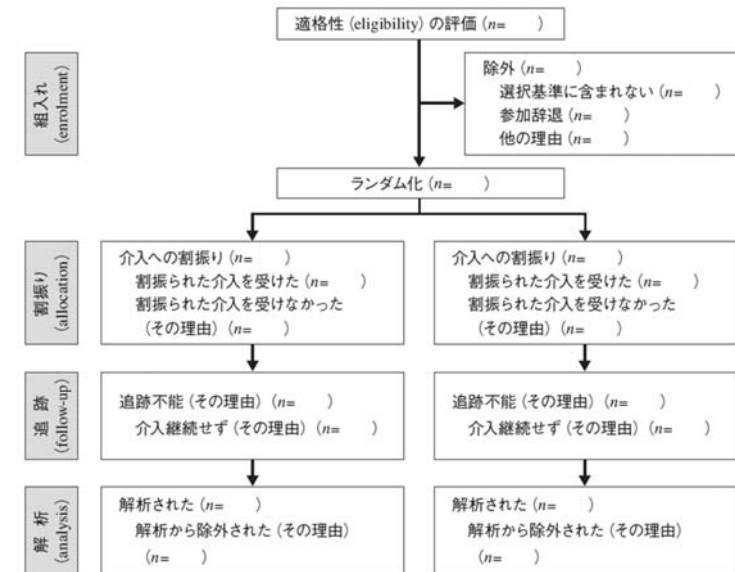 適格性 (eligibility) の評価 (n=　　)
組入れ
(enrolment)
除外 (n=　　)
選択基準に含まれない (n=　　)
参加辞退 (n=　　)
他の理由 (n=　　)
ランダム化 (n=　　)
割振り
(allocation)
介入への割振り (n=　　)
割振られた介入を受けた (n=　　)
割振られた介入を受けなかった
(その理由) (n=　　)
介入への割振り (n=　　)
割振られた介入を受けた (n=　　)
割振られた介入を受けなかった
(その理由) (n=　　)
追 跡
(follow-up)
追跡不能 (その理由) (n=　　)
介入継続せず (その理由) (n=　　)
追跡不能 (その理由) (n=　　)
介入継続せず (その理由) (n=　　)
解 析
(analysis)
解析された (n=　　)
解析から除外された (その理由)
(n=　　)
解析された (n=　　)
解析から除外された (その理由)
(n=　　)